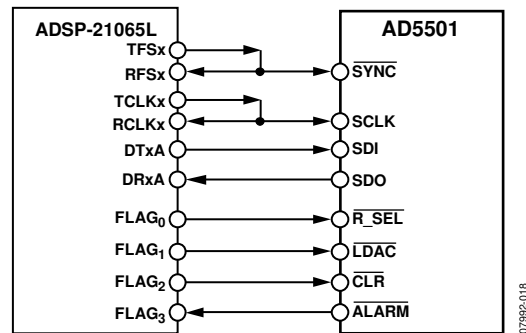 ADSP-21065L
AD5501
TFSx
RFSx
SYNC
TCLKx
RCLKx
SCLK
DTxA
SDI
DRxA
SDO
FLAG0
R_SEL
FLAG1
LDAC
FLAG2
CLR
FLAG3
ALARM
07992-018